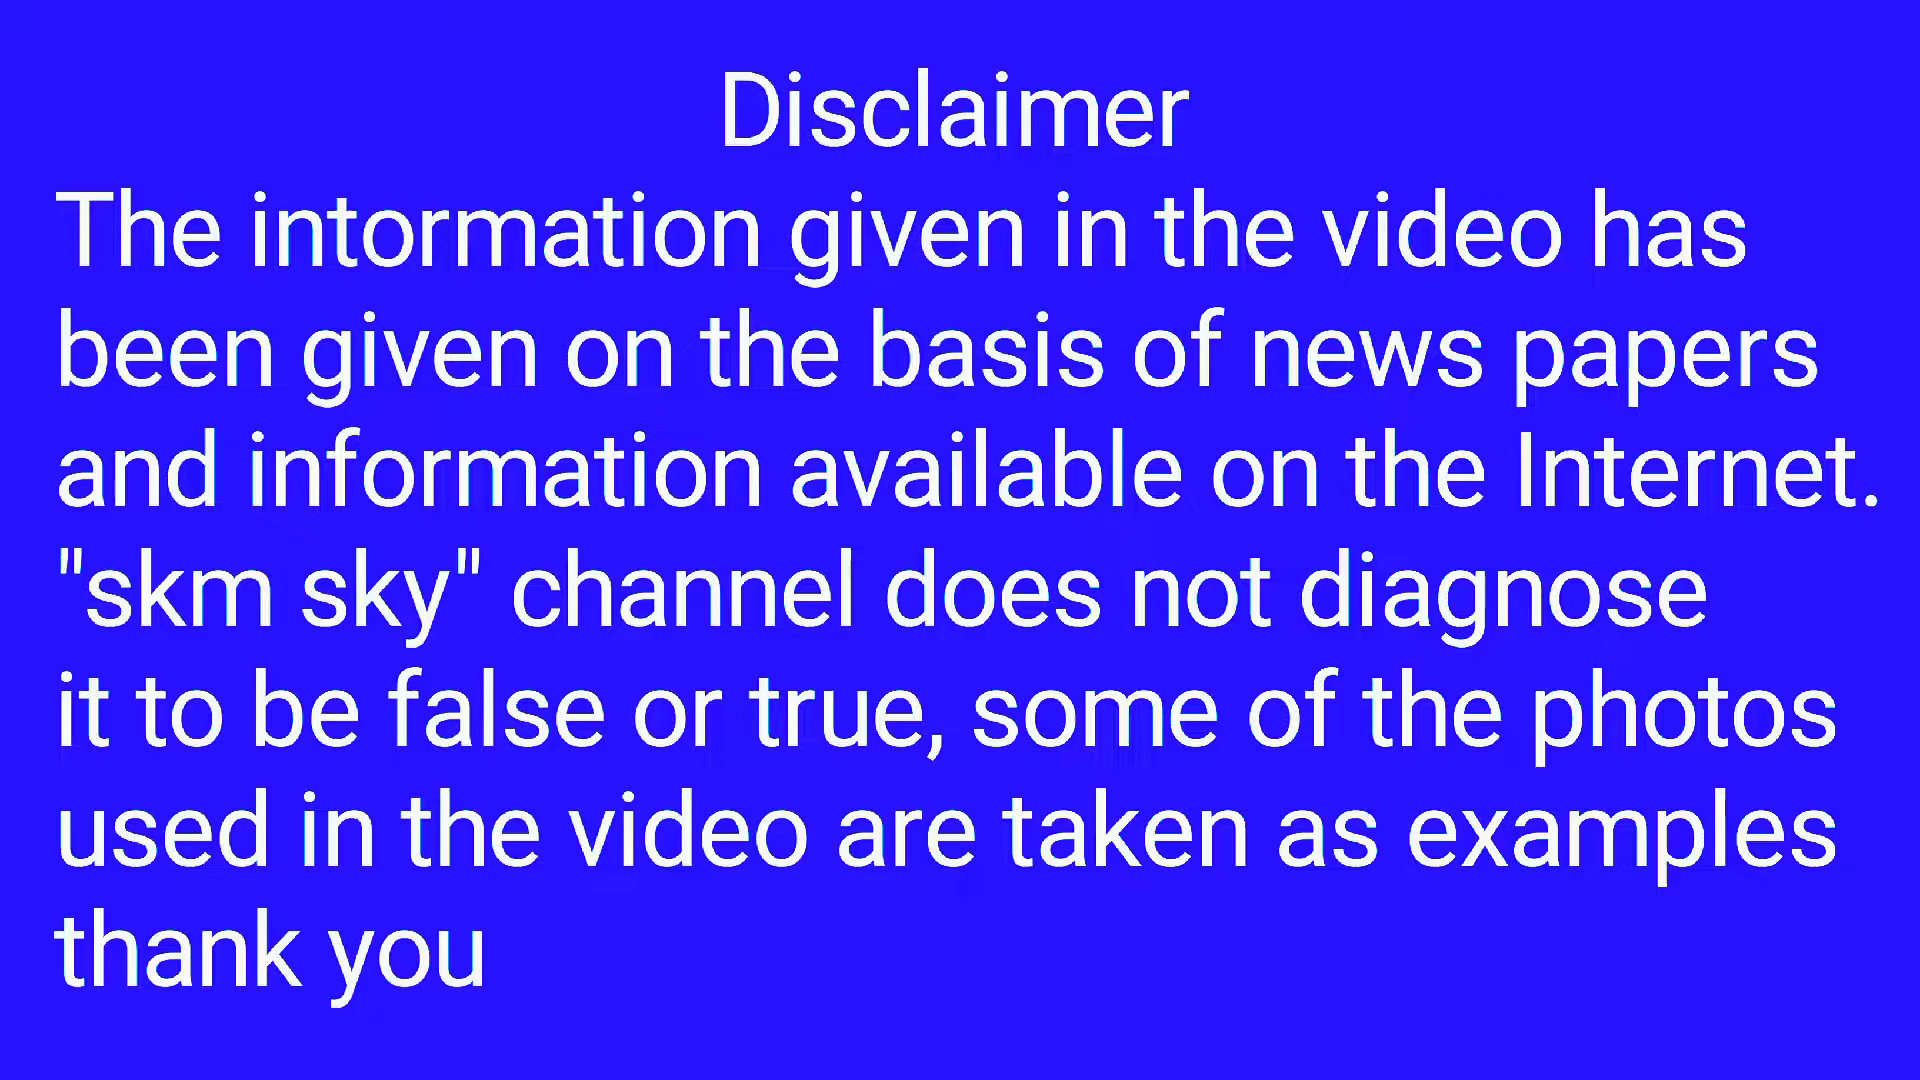 Disclaimer
The intormation given in the video has
been given on the basis of news papers
and information available on the Internet.
"skm sky" channel does not diagnose
it to be false or true, some of the photos
used in the video are taken as examples
thank you